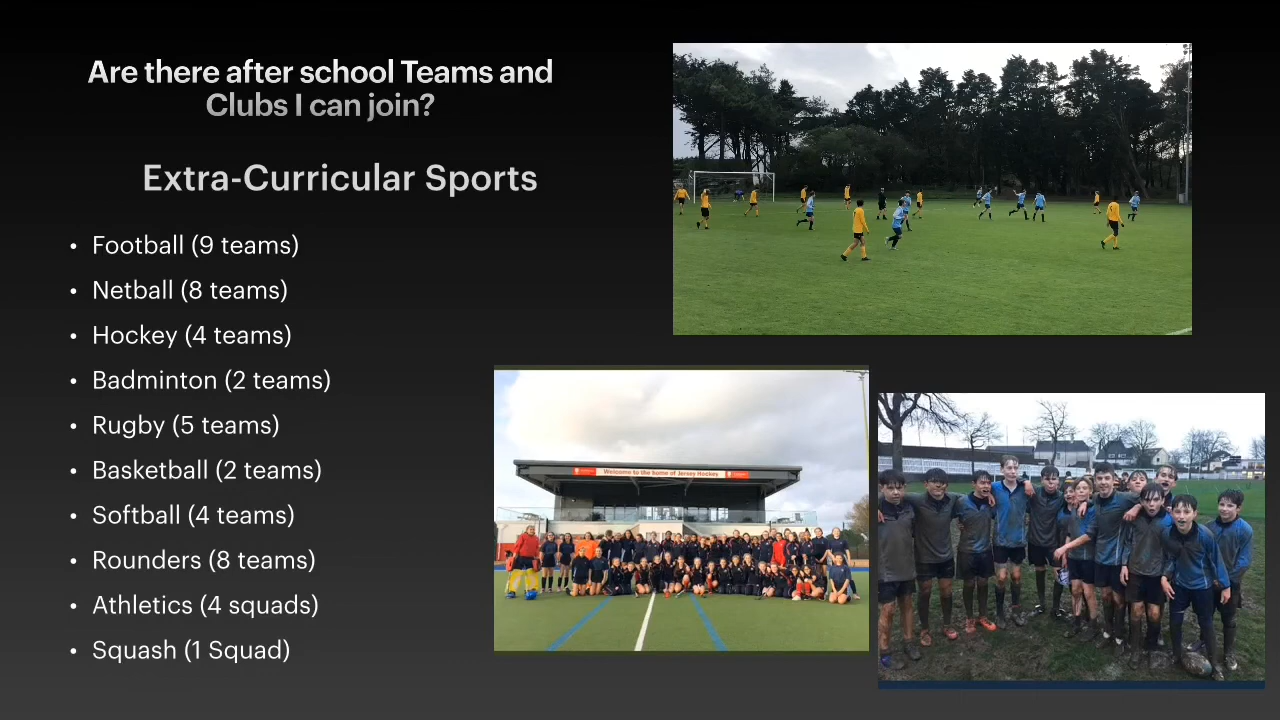 Are there after school Teams and
Clubs I can join?
Extra-Curricular Sports
• Football (9 teams)
• Netball (8 teams)
• Hockey (4 teams)
• Badminton (2 teams)
• Rugby (5 teams)
• Basketball (2 teams)
• Softball (4 teams)
• Rounders (8 teams)
• Athletics (4 squads)
• Squash (1 Squad)
Welcome to the home of Jersey Hockey